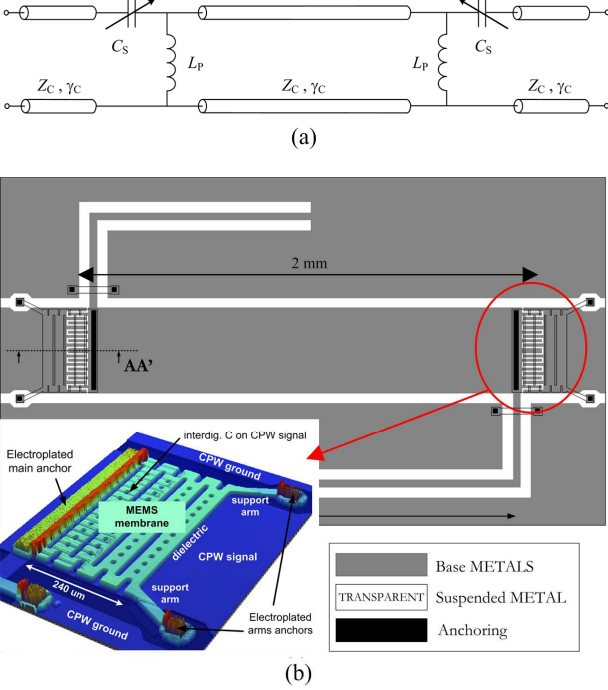 C_S
C_S
L_P
L_P
Z_C , γ_C
Z_C , γ_C
Z_C , γ_C
(a)
2 mm
AA'
interdig. C on CPW signal
CPW ground
Electroplated
main anchor
support
arm
MEMS
membrane
dielectric
CPW signal
240 um
support
arm
CPW ground
Electroplated
arms anchors
Base METALS
TRANSPARENT Suspended METAL
Anchoring
(b)